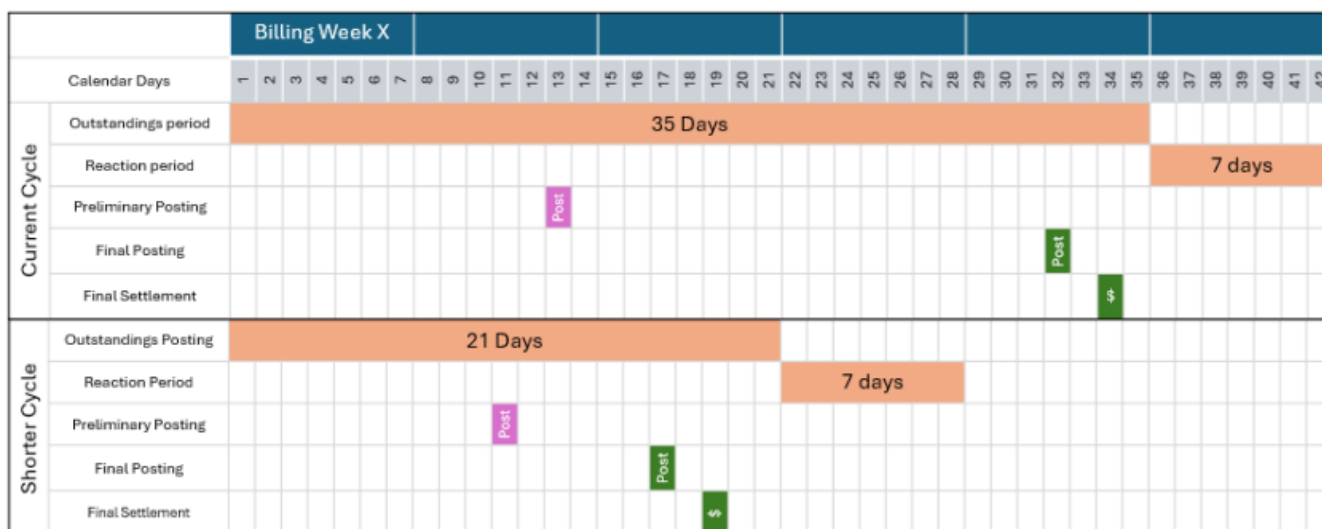 Billing Week X
Calendar Days 1 2 3 4 5 6 7 8 9 10 11 12 13 14 15 16 17 18 19 20 21 22 23 24 25 26 27 28 29 30 31 32 33 34 35 36 37 38 39 40 41 42
Current Cycle
Outstandings period 35 Days
Reaction period 7 days
Preliminary Posting Post
Final Posting Post
Final Settlement $
Shorter Cycle
Outstandings Posting 21 Days
Reaction Period 7 days
Preliminary Posting Post
Final Posting Post
Final Settlement $